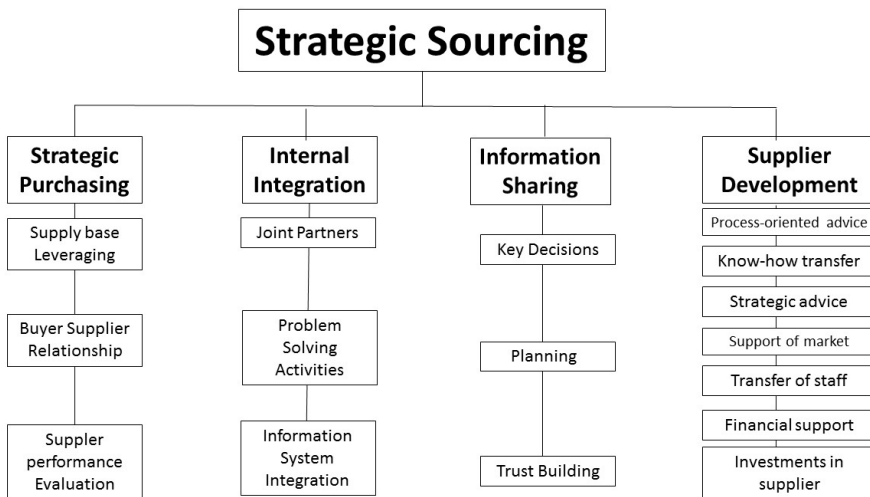 Strategic Sourcing
Strategic
Purchasing
Supply base
Leveraging
Buyer Supplier
Relationship
Suppler
performance
Evaluation
Internal
Integration
Joint Partners
Problem
Solving
Activities
Information
System
Integration
Information
Sharing
Key Decisions
Planning
Trust Building
Supplier
Development
Process-oriented advice
Know-how transfer
Strategic advice
Support of market
Transfer of staff
Financial support
Investments in
supplier